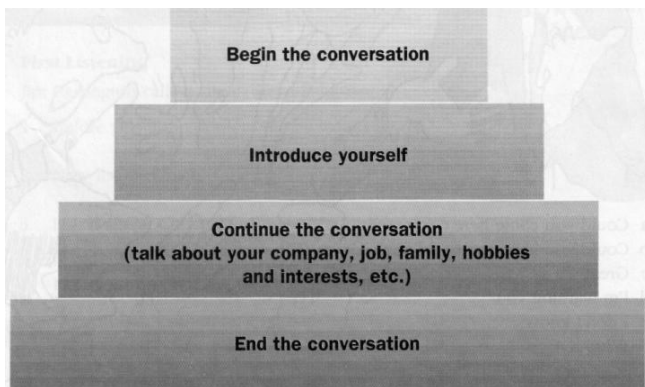 Begin the conversation
Introduce yourself
Continue the conversation
(talk about your company, job, family, hobbies
and interests, etc.)
End the conversation